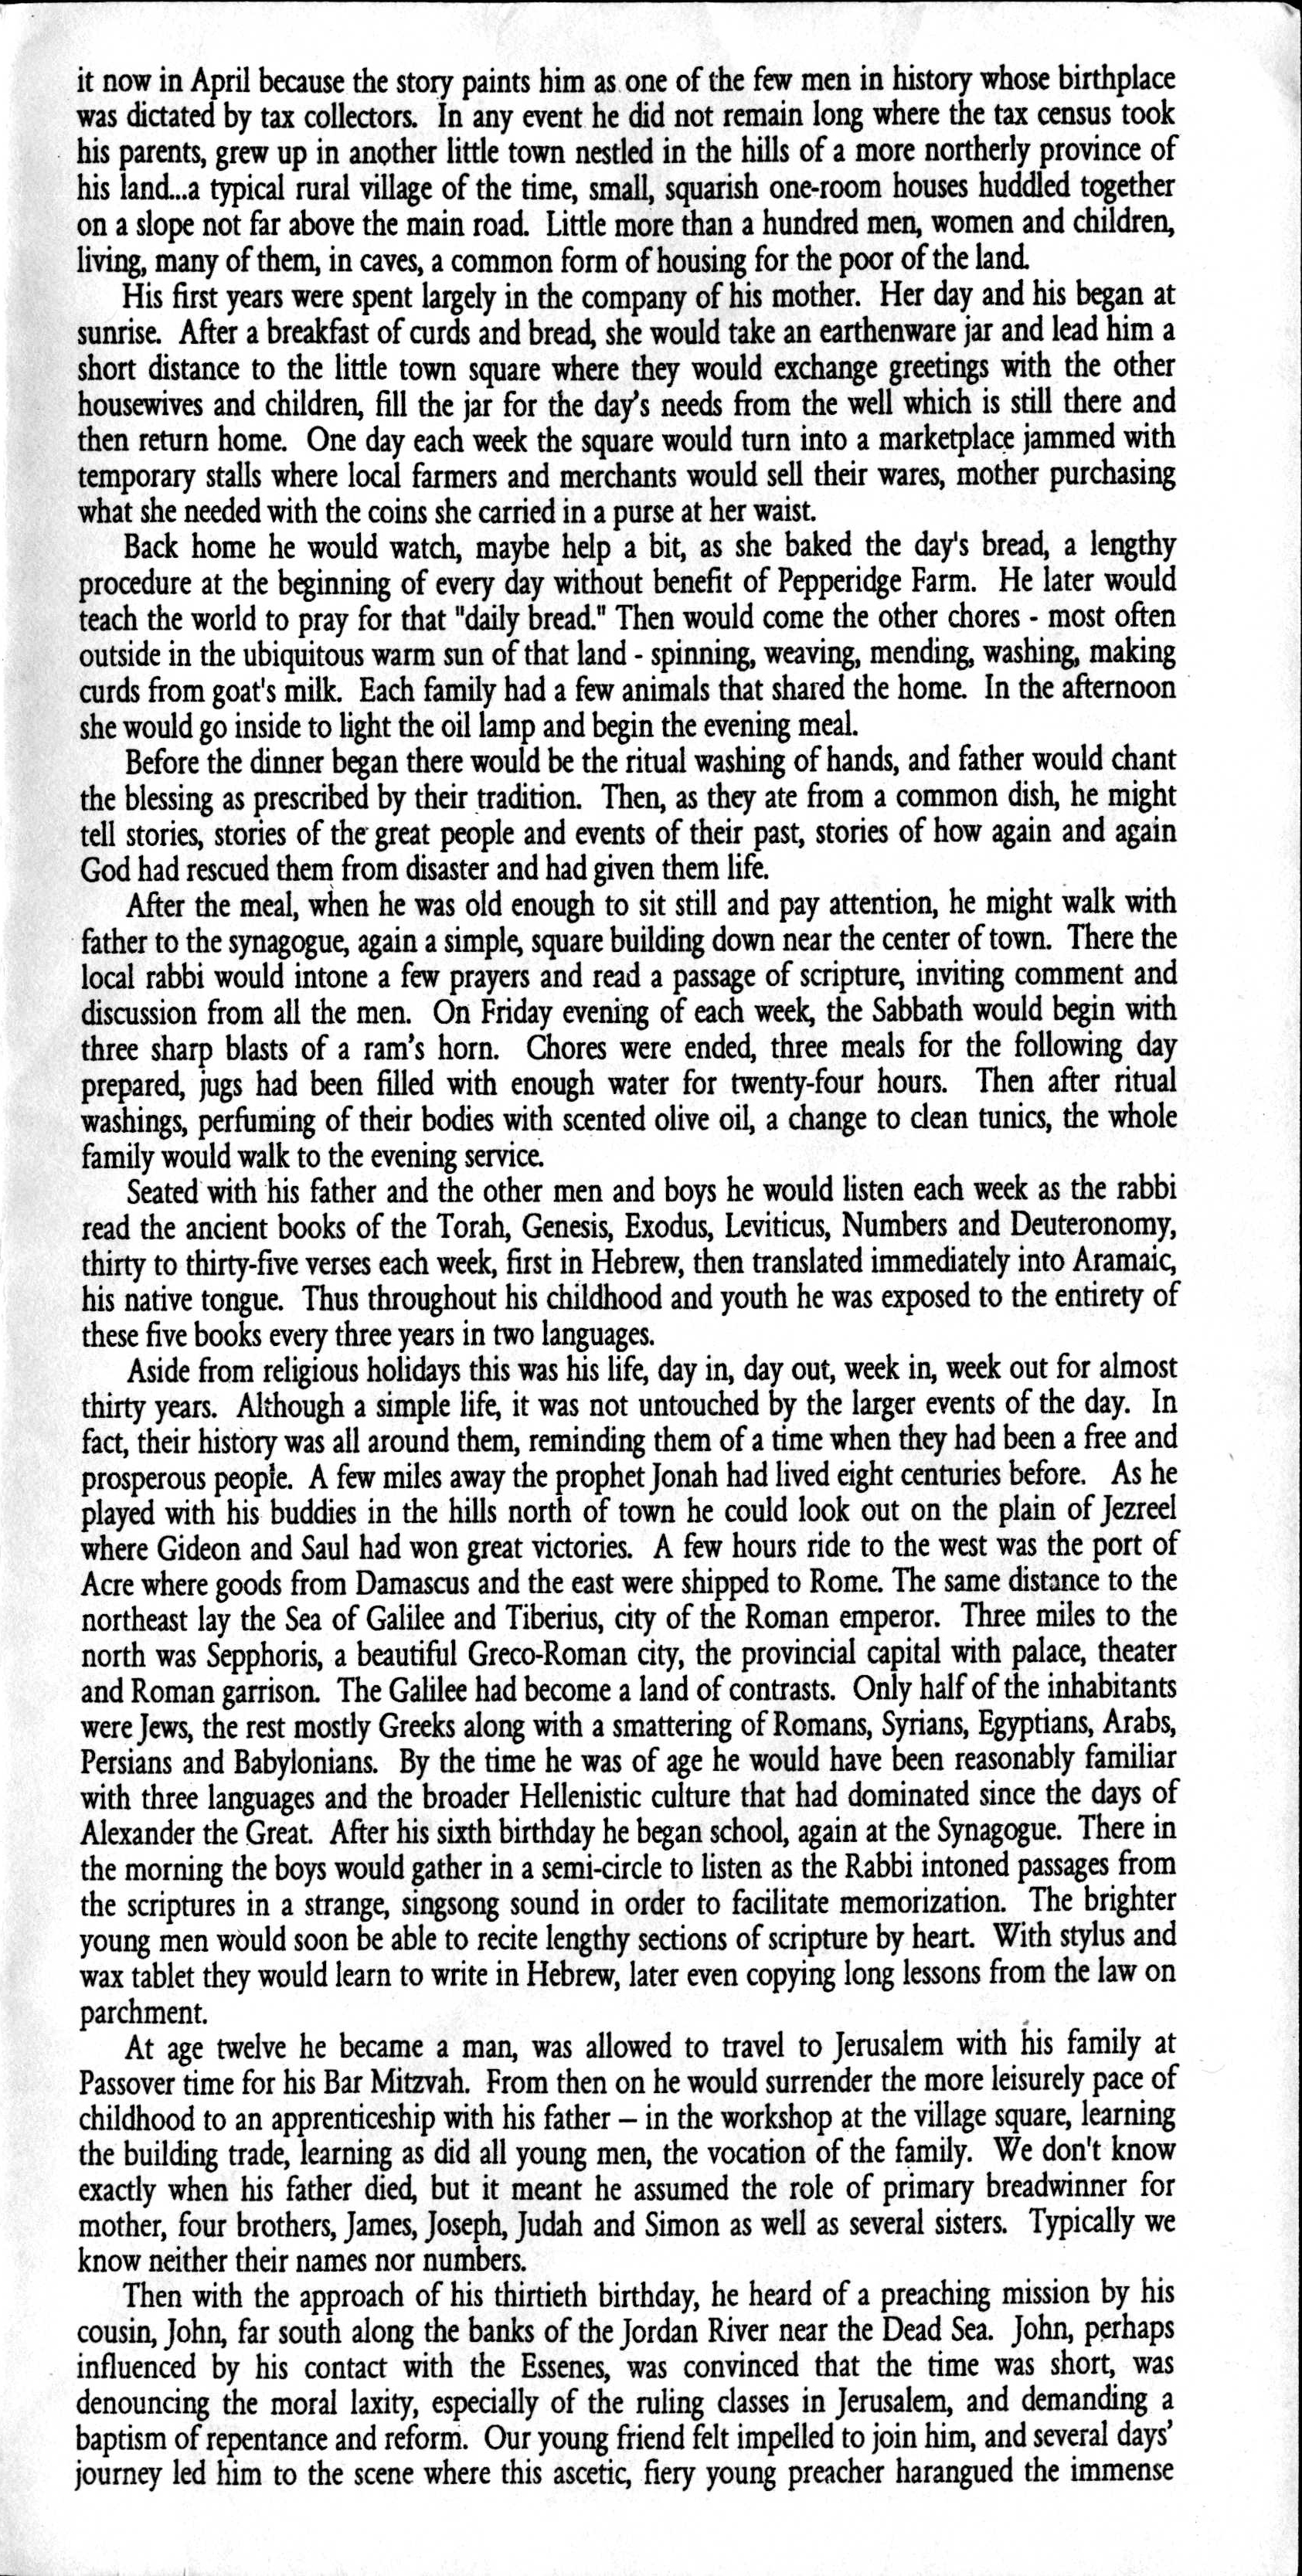 it now in April because the story paints him as one of the few men in history whose birthplace
was dictated by tax collectors. In any event he did not remain long where the tax census took
his parents, grew up in another little town nestled in the hills of a more northerly province of
his land...a typical rural village of the time, small, squarish one-room houses huddled together
on a slope not far above the main road. Little more than a hundred men, women and children,
living, many of them, in caves, a common form of housing for the poor of the land.
His first years were spent largely in the company of his mother. Her day and his began at
sunrise. After a breakfast of curds and bread, she would take an earthenware jar and lead him a
short distance to the little town square where they would exchange greetings with the other
housewives and children, fill the jar for the day's needs from the well which is still there and
then return home. One day each week the square would turn into a marketplace jammed with
temporary stalls where local farmers and merchants would sell their wares, mother purchasing
what she needed with the coins she carried in a purse at her waist.
Back home he would watch, maybe help a bit, as she baked the day's bread, a lengthy
procedure at the beginning of every day without benefit of Pepperidge Farm. He later would
teach the world to pray for that "daily bread." Then would come the other chores - most often
outside in the ubiquitous warm sun of that land - spinning, weaving, mending, washing, making
curds from goat's milk. Each family had a few animals that shared the home. In the afternoon
she would go inside to light the oil lamp and begin the evening meal.
Before the dinner began there would be the ritual washing of hands, and father would chant
the blessing as prescribed by their tradition. Then, as they ate from a common dish, he might
tell stories, stories of the great people and events of their past, stories of how again and again
God had rescued them from disaster and had given them life.
After the meal, when he was old enough to sit still and pay attention, he might walk with
father to the synagogue, again a simple, square building down near the center of town. There the
local rabbi would intone a few prayers and read a passage of scripture, inviting comment and
discussion from all the men. On Friday evening of each week, the Sabbath would begin with
three sharp blasts of a ram's horn. Chores were ended, three meals for the following day
prepared, jugs had been filled with enough water for twenty-four hours. Then after ritual
washings, perfuming of their bodies with scented olive oil, a change to clean tunics, the whole
family would walk to the evening service.
Seated with his father and the other men and boys he would listen each week as the rabbi
read the ancient books of the Torah, Genesis, Exodus, Leviticus, Numbers and Deuteronomy,
thirty to thirty-five verses each week, first in Hebrew, then translated immediately into Aramaic,
his native tongue. Thus throughout his childhood and youth he was exposed to the entirety of
these five books every three years in two languages.
Aside from religious holidays this was his life, day in, day out, week in, week out for almost
thirty years. Although a simple life, it was not untouched by the larger events of the day. In
fact, their history was all around them, reminding them of a time when they had been a free and
prosperous people. A few miles away the prophet Jonah had lived eight centuries before. As he
played with his buddies in the hills north of town he could look out on the plain of Jezreel
where Gideon and Saul had won great victories. A few hours ride to the west was the port of
Acre where goods from Damascus and the east were shipped to Rome. The same distance to the
northeast lay the Sea of Galilee and Tiberius, city of the Roman emperor. Three miles to the
north was Sepphoris, a beautiful Greco-Roman city, the provincial capital with palace, theater
and Roman garrison. The Galilee had become a land of contrasts. Only half of the inhabitants
were Jews, the rest mostly Greeks along with a smattering of Romans, Syrians, Egyptians, Arabs,
Persians and Babylonians. By the time he was of age he would have been reasonably familiar
with three languages and the broader Hellenistic culture that had dominated since the days of
Alexander the Great. After his sixth birthday he began school, again at the Synagogue. There in
the morning the boys would gather in a semi-circle to listen as the Rabbi intoned passages from
the scriptures in a strange, singsong sound in order to facilitate memorization. The brighter
young men would soon be able to recite lengthy sections of scripture by heart. With stylus and
wax tablet they would learn to write in Hebrew, later even copying long lessons from the law on
parchment.
At age twelve he became a man, was allowed to travel to Jerusalem with his family at
Passover time for his Bar Mitzvah. From then on he would surrender the more leisurely pace of
childhood to an apprenticeship with his father – in the workshop at the village square, learning
the building trade, learning as did all young men, the vocation of the family. We don't know
exactly when his father died, but it meant he assumed the role of primary breadwinner for
mother, four brothers, James, Joseph, Judah and Simon as well as several sisters. Typically we
know neither their names nor numbers.
Then with the approach of his thirtieth birthday, he heard of a preaching mission by his
cousin, John, far south along the banks of the Jordan River near the Dead Sea. John, perhaps
influenced by his contact with the Essenes, was convinced that the time was short, was
denouncing the moral laxity, especially of the ruling classes in Jerusalem, and demanding a
baptism of repentance and reform. Our young friend felt impelled to join him, and several days'
journey led him to the scene where this ascetic, fiery young preacher harangued the immense